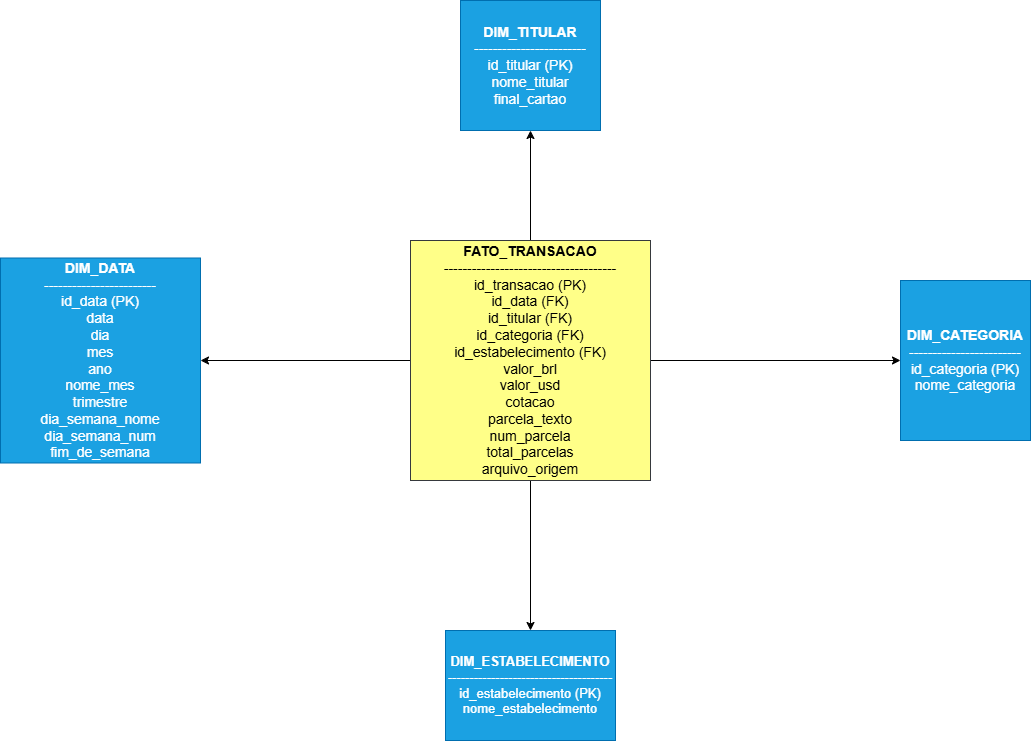 DIM_TITULAR
------------------------
id_titular (PK)
nome_titular
final_cartao
FATO_TRANSACAO
-------------------------------------
id_transacao (PK)
id_data (FK)
id_titular (FK)
id_categoria (FK)
id_estabelecimento (FK)
valor_brl
valor_usd
cotacao
parcela_texto
num_parcela
total_parcelas
arquivo_origem
DIM_DATA
------------------------
id_data (PK)
data
dia
mes
ano
nome_mes
trimestre
dia_semana_nome
dia_semana_num
fim_de_semana
DIM_CATEGORIA
------------------------
id_categoria (PK)
nome_categoria
DIM_ESTABELECIMENTO
-------------------------------------
id_estabelecimento (PK)
nome_estabelecimento